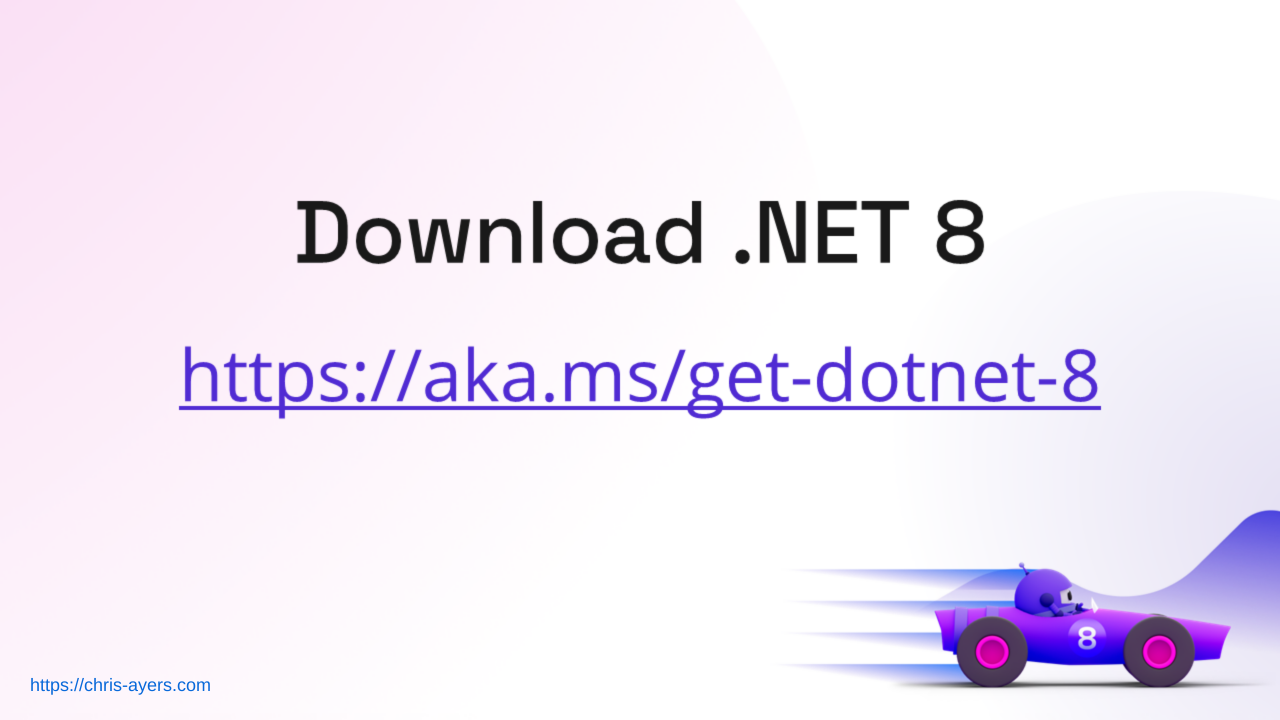 Download .NET 8
https://aka.ms/get-dotnet-8
8
https://chris-ayers.com